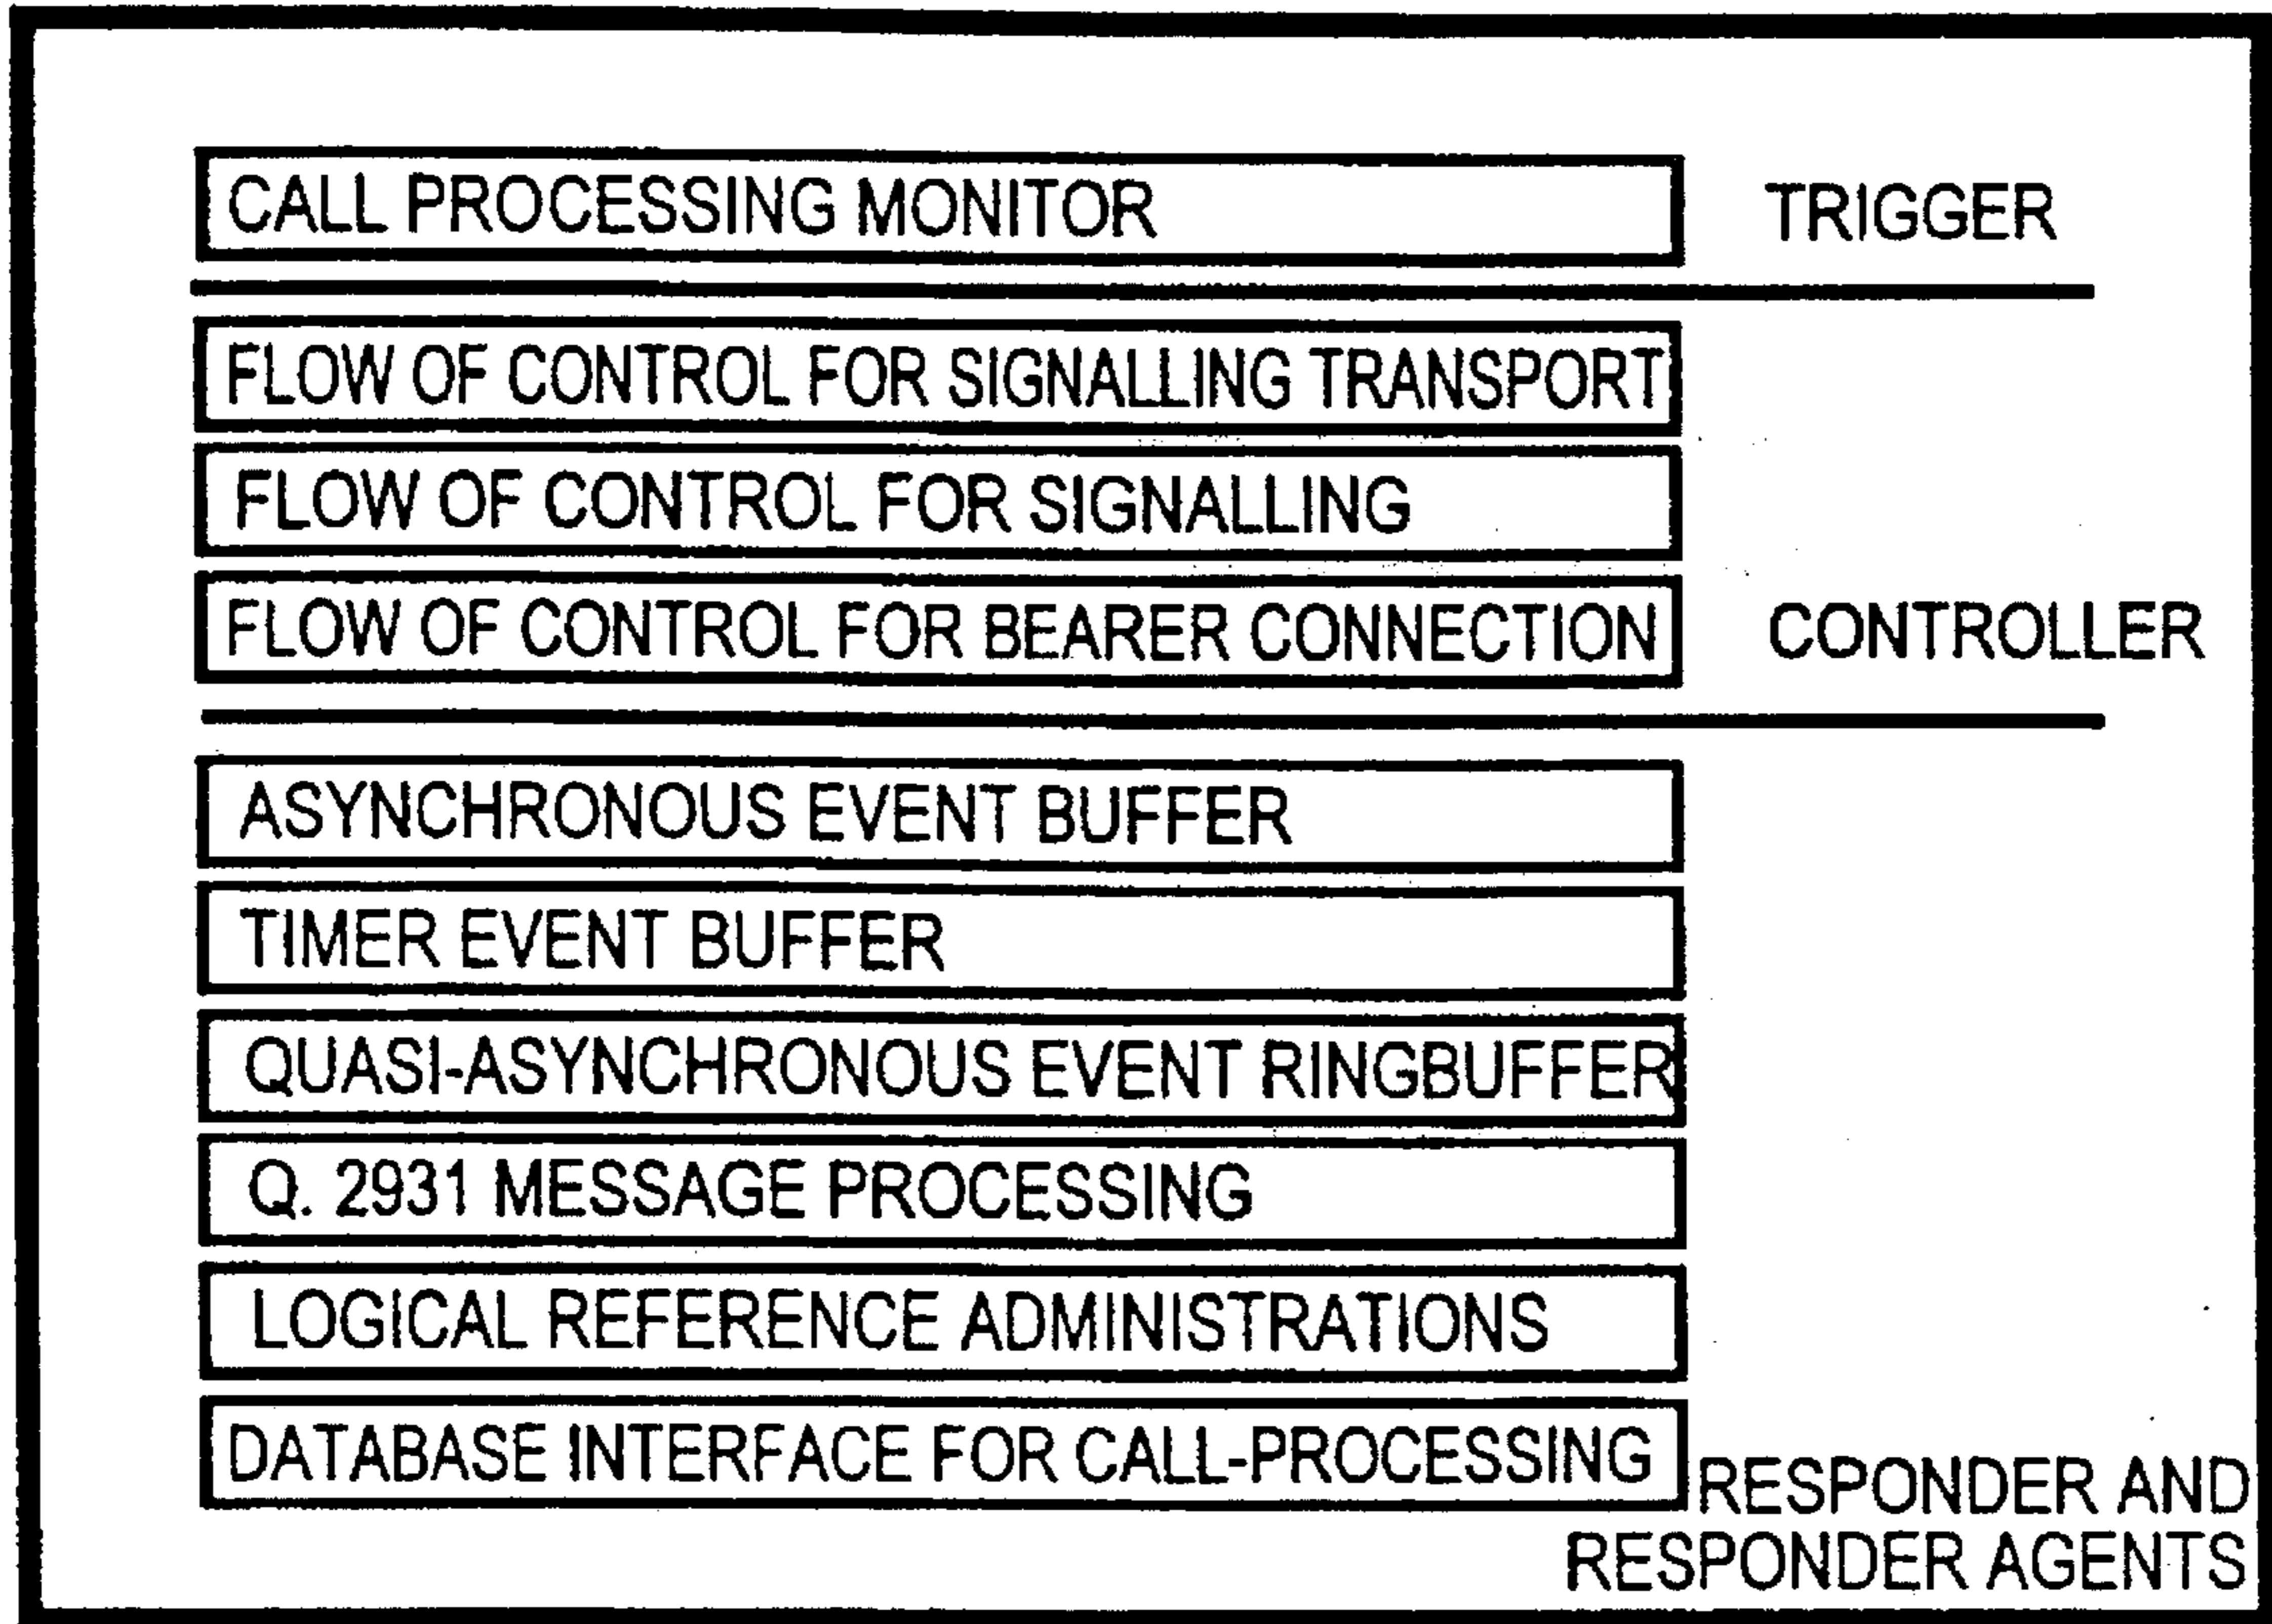 CALL PROCESSING MONITOR
TRIGGER
FLOW OF CONTROL FOR SIGNALLING TRANSPORT
FLOW OF CONTROL FOR SIGNALLING
FLOW OF CONTROL FOR BEARER CONNECTION
CONTROLLER
ASYNCHRONOUS EVENT BUFFER
TIMER EVENT BUFFER
QUASI-ASYNCHRONOUS EVENT RINGBUFFER
Q. 2931 MESSAGE PROCESSING
LOGICAL REFERENCE ADMINISTRATIONS
DATABASE INTERFACE FOR CALL-PROCESSING
RESPONDER AND
RESPONDER AGENTS